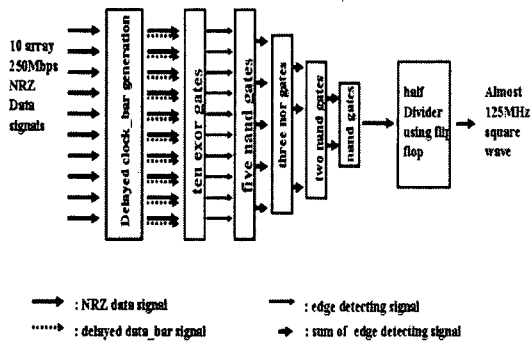 10 array
250Mbps
NRZ
Data
signals
Delayed clock_bar generation
ten exor gates
five nand gates
three nor gates
two nand gates
nand gates
half
Divider
using flip
flop
Almost
125MHz
square
wave
: NRZ data signal
: edge detecting signal
: delayed data_bar signal
: sum of edge detecting signal